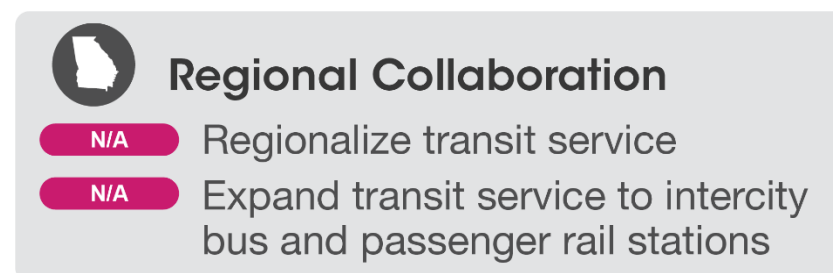 Regional Collaboration
N/A Regionalize transit service
N/A Expand transit service to intercity
bus and passenger rail stations